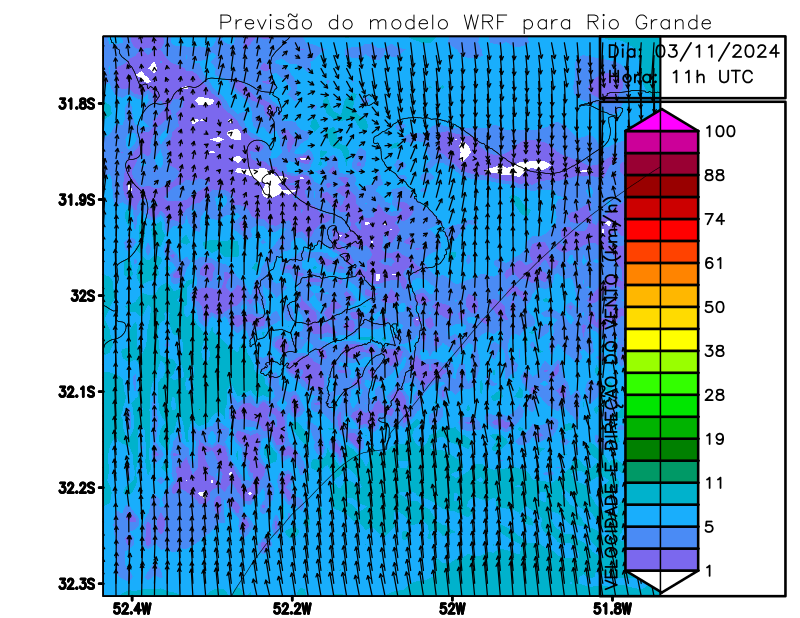 Previsão do modelo WRF para Rio Grande
Dia: 03/11/2024
Hora: 11h UTC
31.8S
31.9S
32S
32.1S
32.2S
32.3S
52.4W
52.2W
52W
51.8W
VELOCIDADE E DIREÇÃO DO VENTO (km/h)
100
88
74
61
50
38
28
19
11
5
1